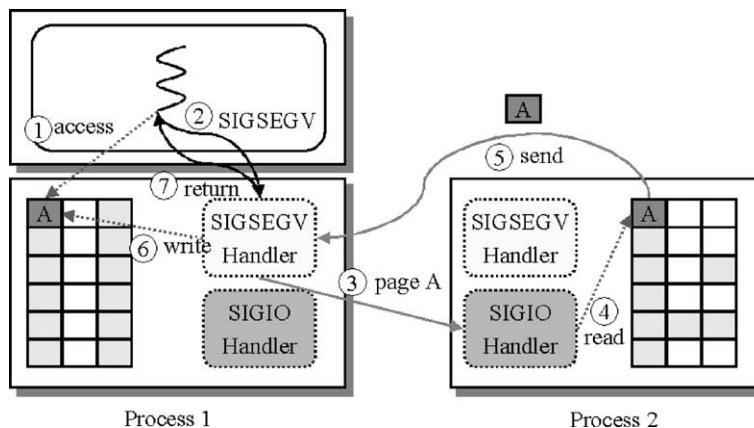 ① access
② SIGSEGV
A
⑤ send
⑦ return
A
⑥ write
SIGSEGV
Handler
SIGIO
Handler
③ page A
SIGSEGV
Handler
SIGIO
Handler
④
read
A
Process 1
Process 2